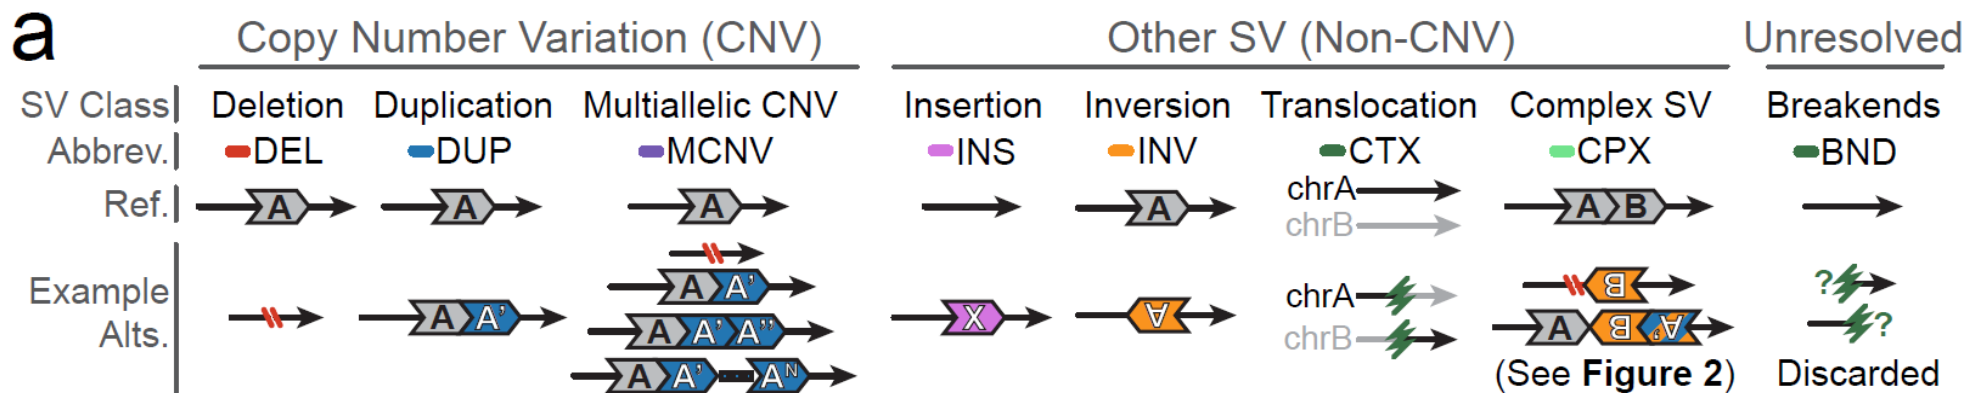 a
Copy Number Variation (CNV) Other SV (Non-CNV) Unresolved
SV Class Deletion Duplication Multiallelic CNV Insertion Inversion Translocation Complex SV Breakends
Abbrev. DEL DUP MCNV INS INV CTX CPX BND
Ref. A A A A chrA A B
chrB
Example Alts.
A A'
A A' X A chrA B ?
A A' A'' chrB A B A' ?
A A' A^N (See Figure 2) Discarded